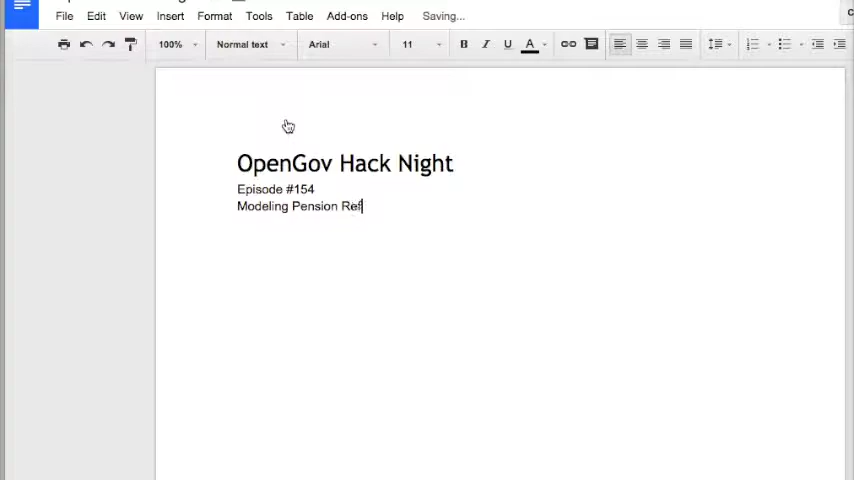 File Edit View Insert Format Tools Table Add-ons Help Saving...
100% Normal text Arial 11 B I U A
OpenGov Hack Night
Episode #154
Modeling Pension Ref